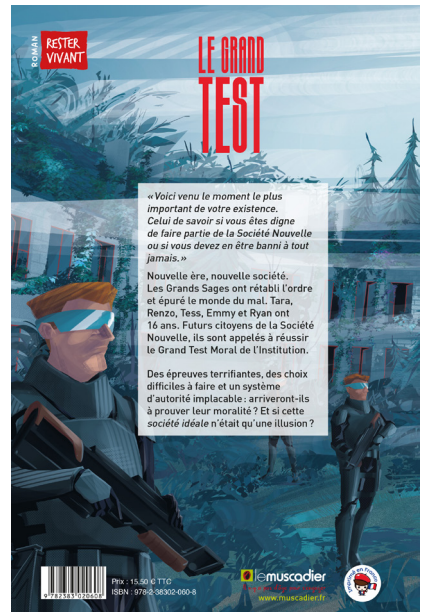 ROMAN
RESTER
VIVANT
LE GRAND
TEST
« Voici venu le moment le plus
important de votre existence.
Celui de savoir si vous êtes digne
de faire partie de la Société Nouvelle
ou si vous devez en être banni à tout
jamais. »
Nouvelle ère, nouvelle société.
Les Grands Sages ont rétabli l'ordre
et épuré le monde du mal. Tara,
Renzo, Tess, Emmy et Ryan ont
16 ans. Futurs citoyens de la Société
Nouvelle, ils sont appelés à réussir
le Grand Test Moral de l'Institution.
Des épreuves terrifiantes, des choix
difficiles à faire et un système
d'autorité implacable : arriveront-ils
à prouver leur moralité ? Et si cette
société idéale n'était qu'une illusion ?
Prix : 15,50 € TTC
ISBN : 978-2-38302-060-8
9 782383 020608
lemuscadier
www.muscadier.fr
Imprimé en France